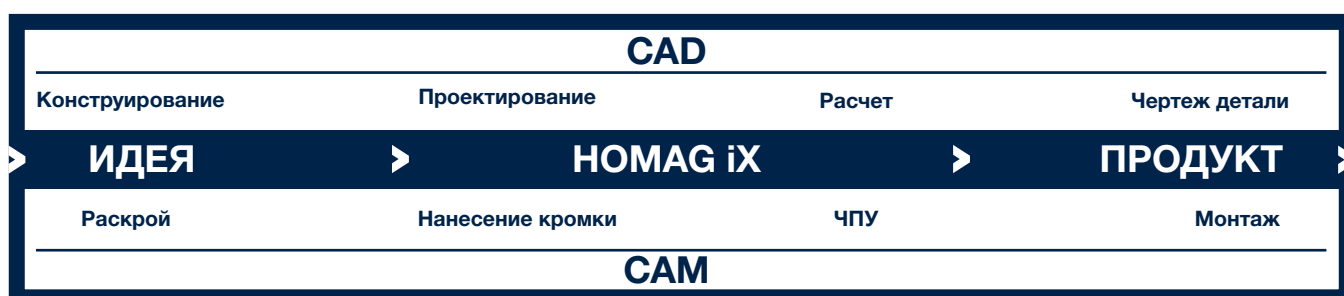 CAD
Конструирование Проектирование Расчет Чертеж детали
> ИДЕЯ > HOMAG iX > ПРОДУКТ >
Раскрой Нанесение кромки ЧПУ Монтаж
CAM